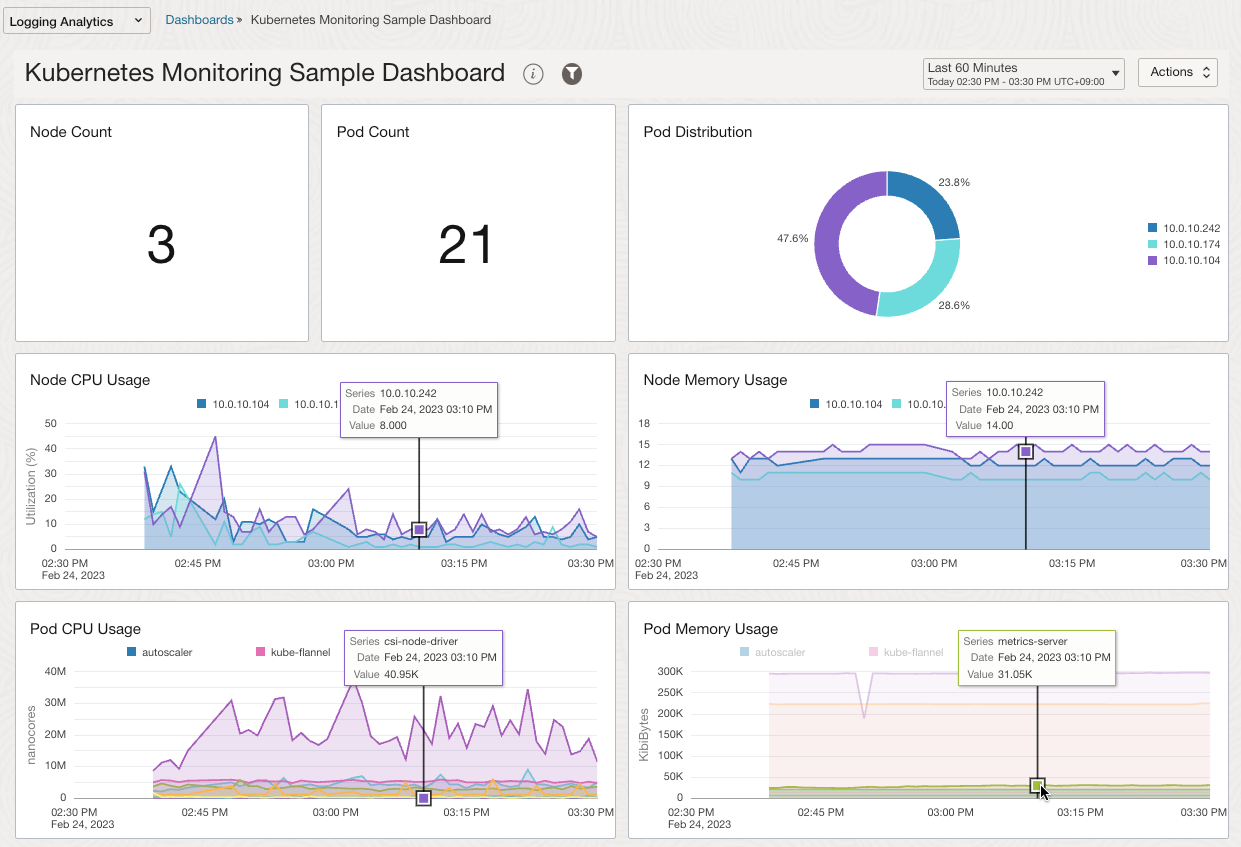 Logging Analytics
Dashboards » Kubernetes Monitoring Sample Dashboard
Kubernetes Monitoring Sample Dashboard
i
Last 60 Minutes
Today 02:30 PM - 03:30 PM UTC+09:00
Actions
Node Count
3
Pod Count
21
Pod Distribution
23.8%
47.6%
28.6%
10.0.10.242
10.0.10.174
10.0.10.104
Node CPU Usage
10.0.10.104
10.0.10.1
Series 10.0.10.242
Date Feb 24, 2023 03:10 PM
Value 8.000
Utilization (%)
50
40
30
20
10
0
02:30 PM 02:45 PM 03:00 PM 03:15 PM 03:30 PM
Feb 24, 2023
Node Memory Usage
10.0.10.104
10.0.10.
Series 10.0.10.242
Date Feb 24, 2023 03:10 PM
Value 14.00
18
15
12
9
6
3
0
02:30 PM 02:45 PM 03:00 PM 03:15 PM 03:30 PM
Feb 24, 2023
Pod CPU Usage
autoscaler
kube-flannel
Series csi-node-driver
Date Feb 24, 2023 03:10 PM
Value 40.95K
nanocores
40M
30M
20M
10M
0
02:30 PM 02:45 PM 03:00 PM 03:15 PM 03:30 PM
Feb 24, 2023
Pod Memory Usage
autoscaler
kube-flannel
Series metrics-server
Date Feb 24, 2023 03:10 PM
Value 31.05K
KibiBytes
300K
250K
200K
150K
100K
50K
0
02:30 PM 02:45 PM 03:00 PM 03:15 PM 03:30 PM
Feb 24, 2023